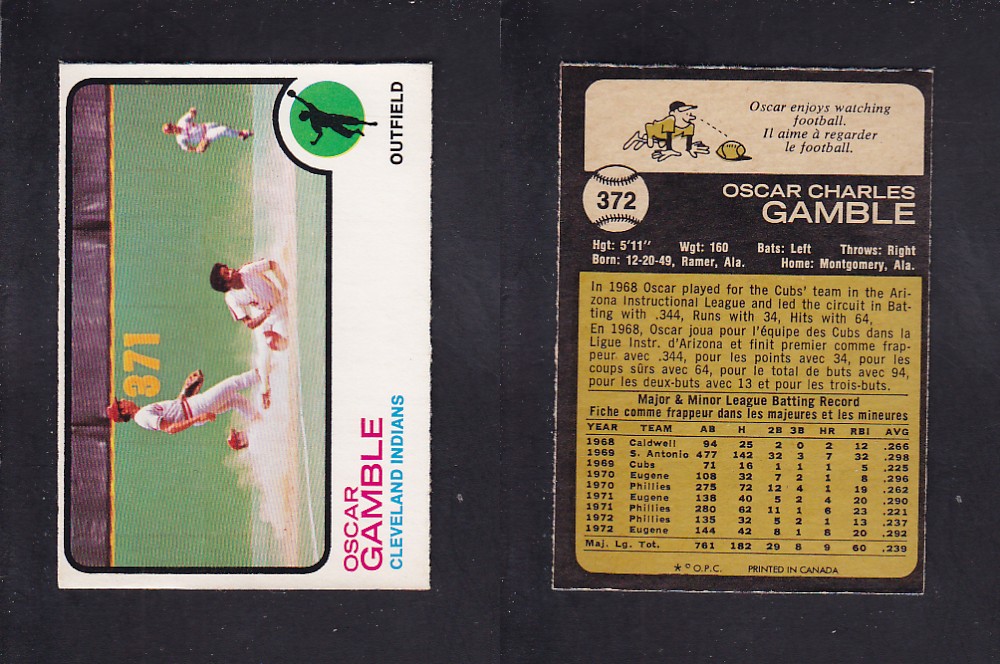 371
OUTFIELD
OSCAR
GAMBLE
CLEVELAND INDIANS
Oscar enjoys watching
football.
Il aime à regarder
le football.
372
OSCAR CHARLES
GAMBLE
Hgt: 5'11" Wgt: 160 Bats: Left Throws: Right
Born: 12-20-49, Ramer, Ala. Home: Montgomery, Ala.
In 1968 Oscar played for the Cubs' team in the Ari-
zona Instructional League and led the circuit in Bat-
ting with .344, Runs with 34, Hits with 64,
En 1968, Oscar joua pour l'équipe des Cubs dans la
Ligue Instr. d'Arizona et finit premier comme frap-
peur avec .344, pour les points avec 34, pour les
coups sûrs avec 64, pour le total de buts avec 94,
pour les deux-buts avec 13 et pour les trois-buts.
Major & Minor League Batting Record
Fiche comme frappeur dans les majeures et les mineures
YEAR TEAM AB H 2B 3B HR RBI AVG
1968 Caldwell 94 25 2 0 2 12 .266
1969 S. Antonio 477 142 32 3 7 32 .298
1969 Cubs 71 16 1 1 1 5 .225
1970 Eugene 108 32 7 2 1 8 .296
1970 Phillies 275 72 12 4 1 19 .262
1971 Eugene 138 40 5 2 4 20 .290
1971 Phillies 280 62 11 1 6 23 .221
1972 Phillies 135 32 5 2 1 13 .237
1972 Eugene 144 42 8 1 8 20 .292
Maj. Lg. Tot. 761 182 29 8 9 60 .239
* © O.P.C. PRINTED IN CANADA